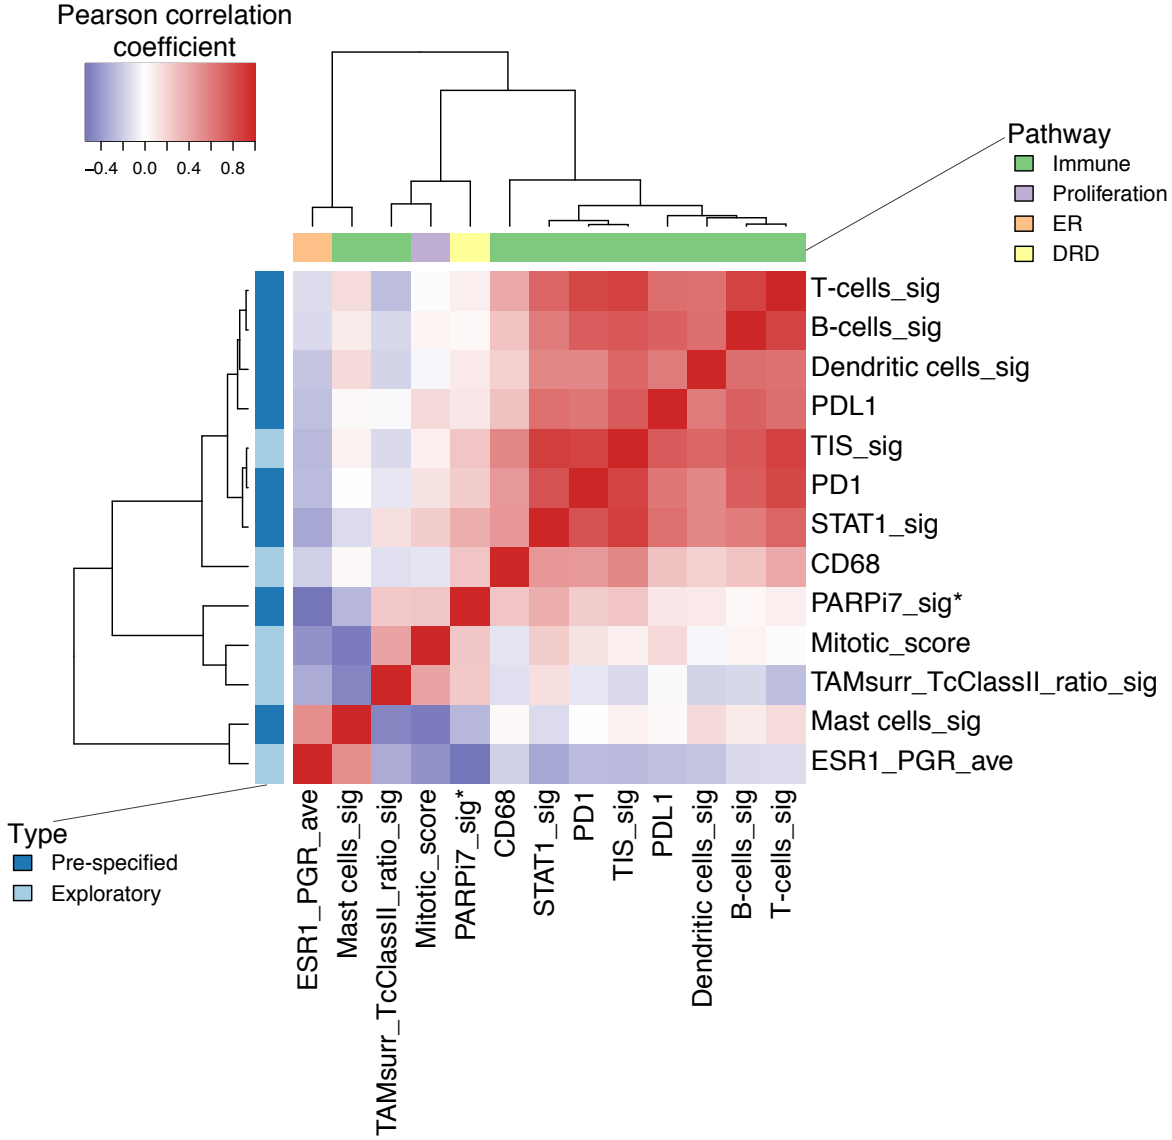 Pearson correlation
coefficient
−0.4 0.0 0.4 0.8
Pathway
Immune
Proliferation
ER
DRD
T-cells_sig
B-cells_sig
Dendritic cells_sig
PDL1
TIS_sig
PD1
STAT1_sig
CD68
PARPi7_sig*
Mitotic_score
TAMsurr_TcClassII_ratio_sig
Mast cells_sig
ESR1_PGR_ave
Type
Pre-specified
Exploratory
ESR1_PGR_ave
Mast cells_sig
TAMsurr_TcClassII_ratio_sig
Mitotic_score
PARPi7_sig*
CD68
STAT1_sig
PD1
TIS_sig
PDL1
Dendritic cells_sig
B-cells_sig
T-cells_sig